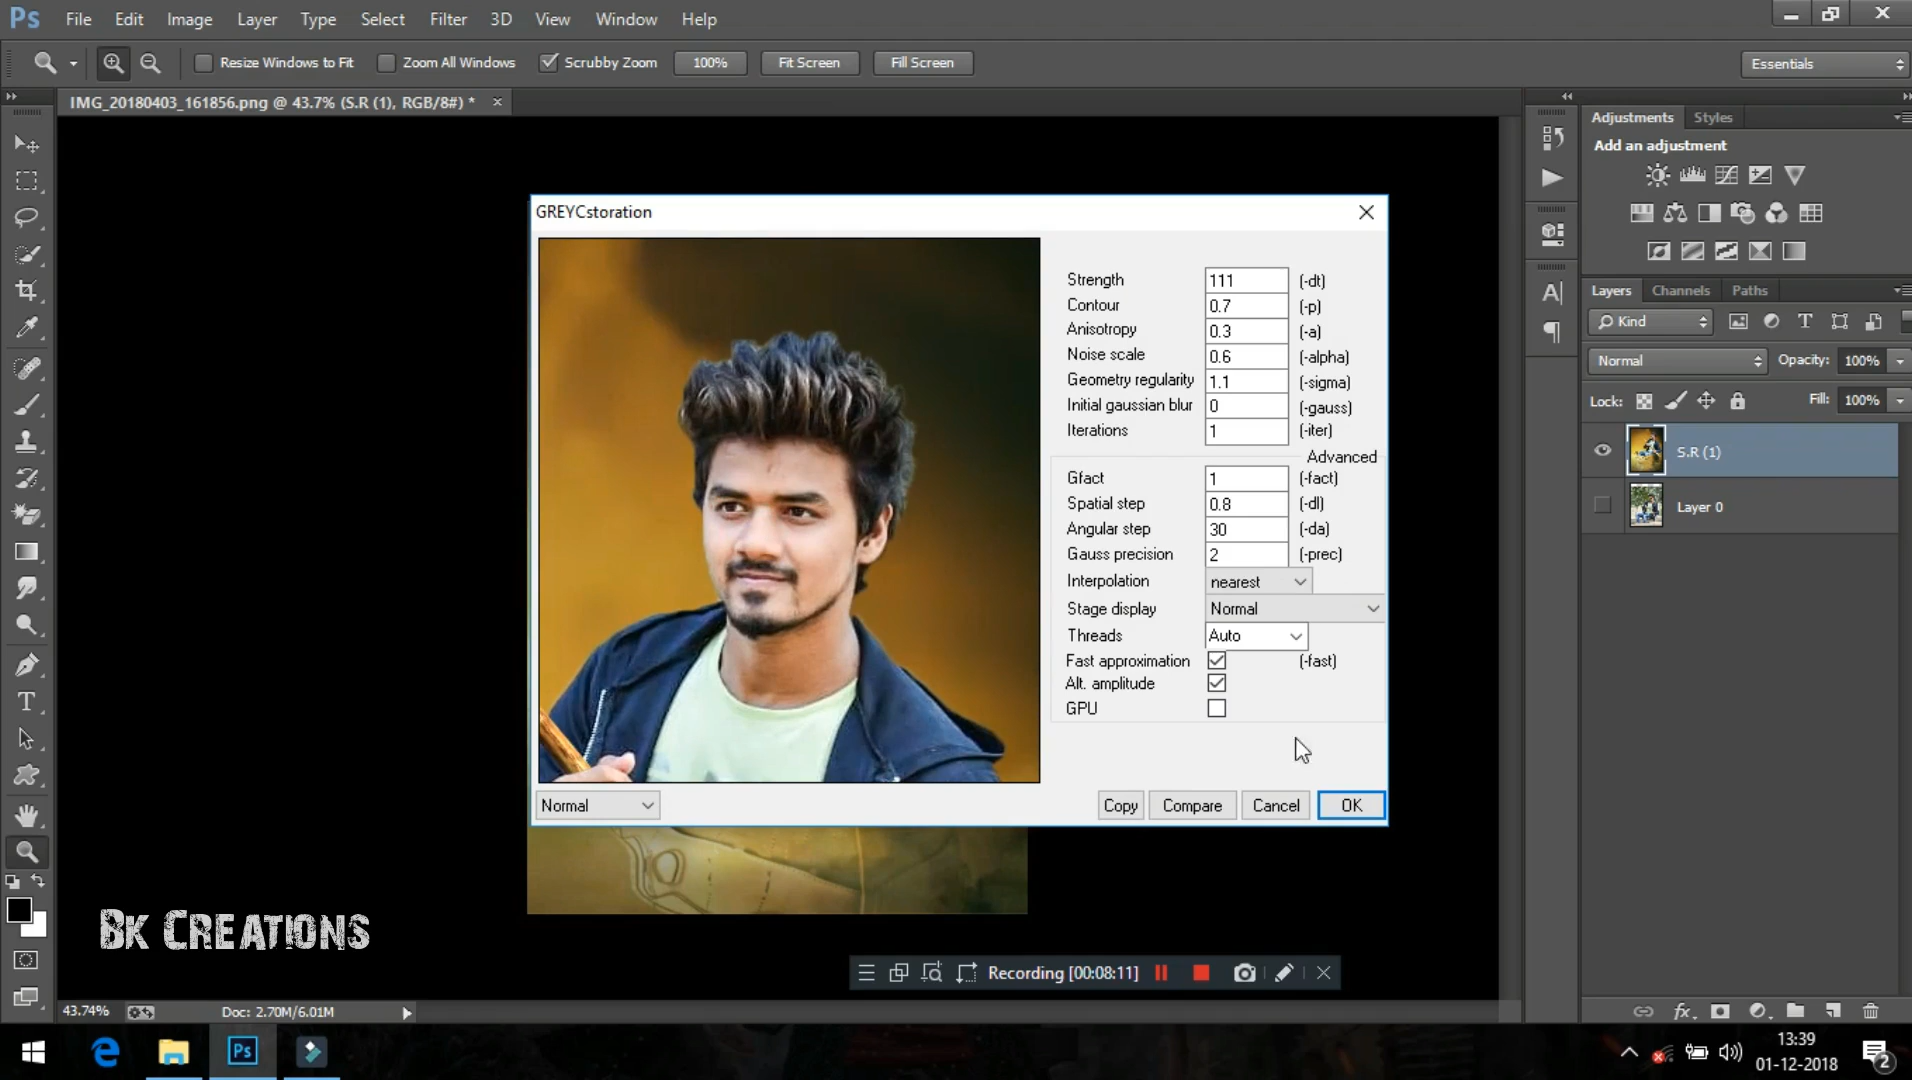 Ps File Edit Image Layer Type Select Filter 3D View Window Help
Resize Windows to Fit Zoom All Windows Scrubby Zoom 100% Fit Screen Fill Screen Essentials
IMG_20180403_161856.png @ 43.7% (S.R (1), RGB/8#) * ×
Adjustments Styles
Add an adjustment
GREYCstoration
Strength 111 (-dt)
Contour 0.7 (-p)
Anisotropy 0.3 (-a)
Noise scale 0.6 (-alpha)
Geometry regularity 1.1 (-sigma)
Initial gaussian blur 0 (-gauss)
Iterations 1 (-iter)
Advanced
Gfact 1 (-fact)
Spatial step 0.8 (-dl)
Angular step 30 (-da)
Gauss precision 2 (-prec)
Interpolation nearest
Stage display Normal
Threads Auto
Fast approximation (-fast)
Alt. amplitude
GPU
Normal Copy Compare Cancel OK
Layers Channels Paths
Kind
Normal Opacity: 100%
Lock: Fill: 100%
S.R (1)
Layer 0
Bk Creations
Recording [00:08:11]
43.74% Doc: 2.70M/6.01M
Ps
13:39
01-12-2018
2